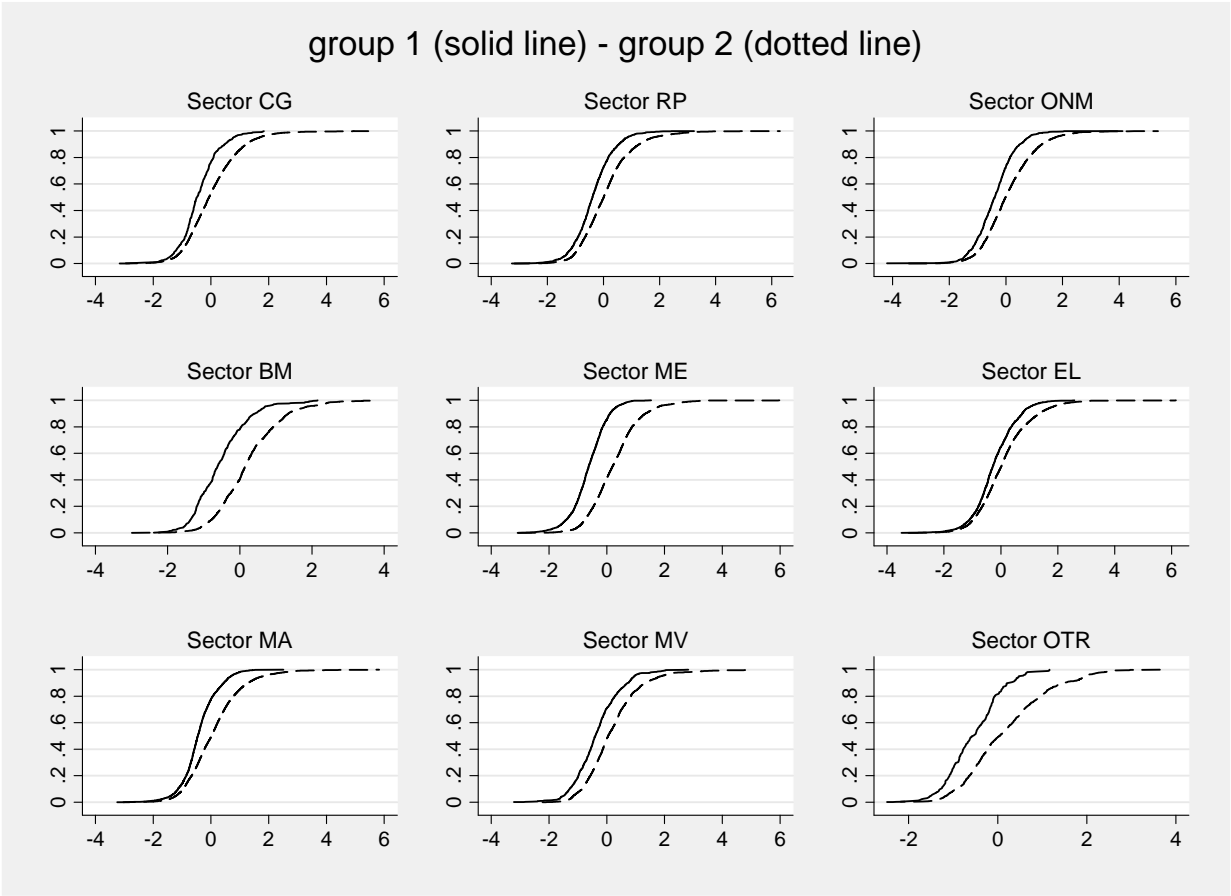 group 1 (solid line) - group 2 (dotted line)
Sector CG
0 .2 .4 .6 .8 1
-4 -2 0 2 4 6
Sector RP
0 .2 .4 .6 .8 1
-4 -2 0 2 4 6
Sector ONM
0 .2 .4 .6 .8 1
-4 -2 0 2 4 6
Sector BM
0 .2 .4 .6 .8 1
-4 -2 0 2 4
Sector ME
0 .2 .4 .6 .8 1
-4 -2 0 2 4 6
Sector EL
0 .2 .4 .6 .8 1
-4 -2 0 2 4 6
Sector MA
0 .2 .4 .6 .8 1
-4 -2 0 2 4 6
Sector MV
0 .2 .4 .6 .8 1
-4 -2 0 2 4 6
Sector OTR
0 .2 .4 .6 .8 1
-2 0 2 4